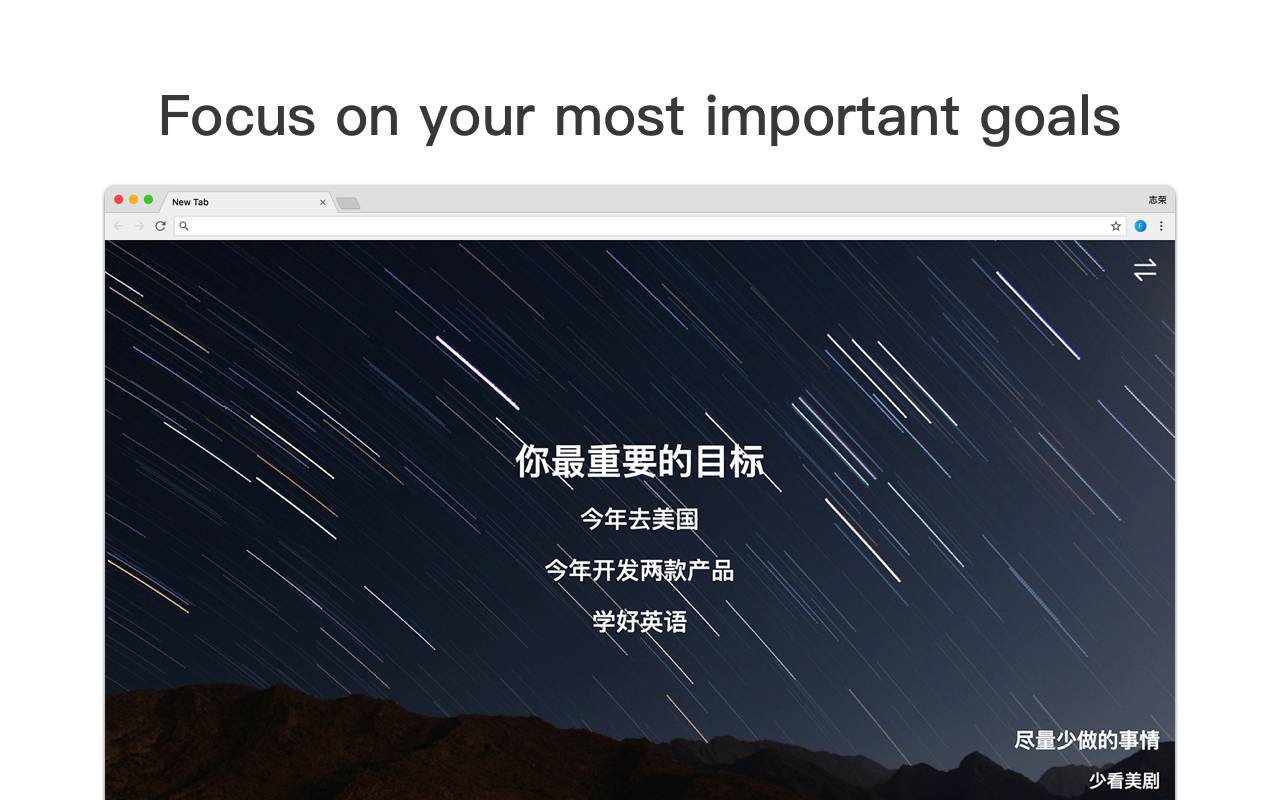 Focus on your most important goals
New Tab
志荣
你最重要的目标
今年去美国
今年开发两款产品
学好英语
尽量少做的事情
少看美剧